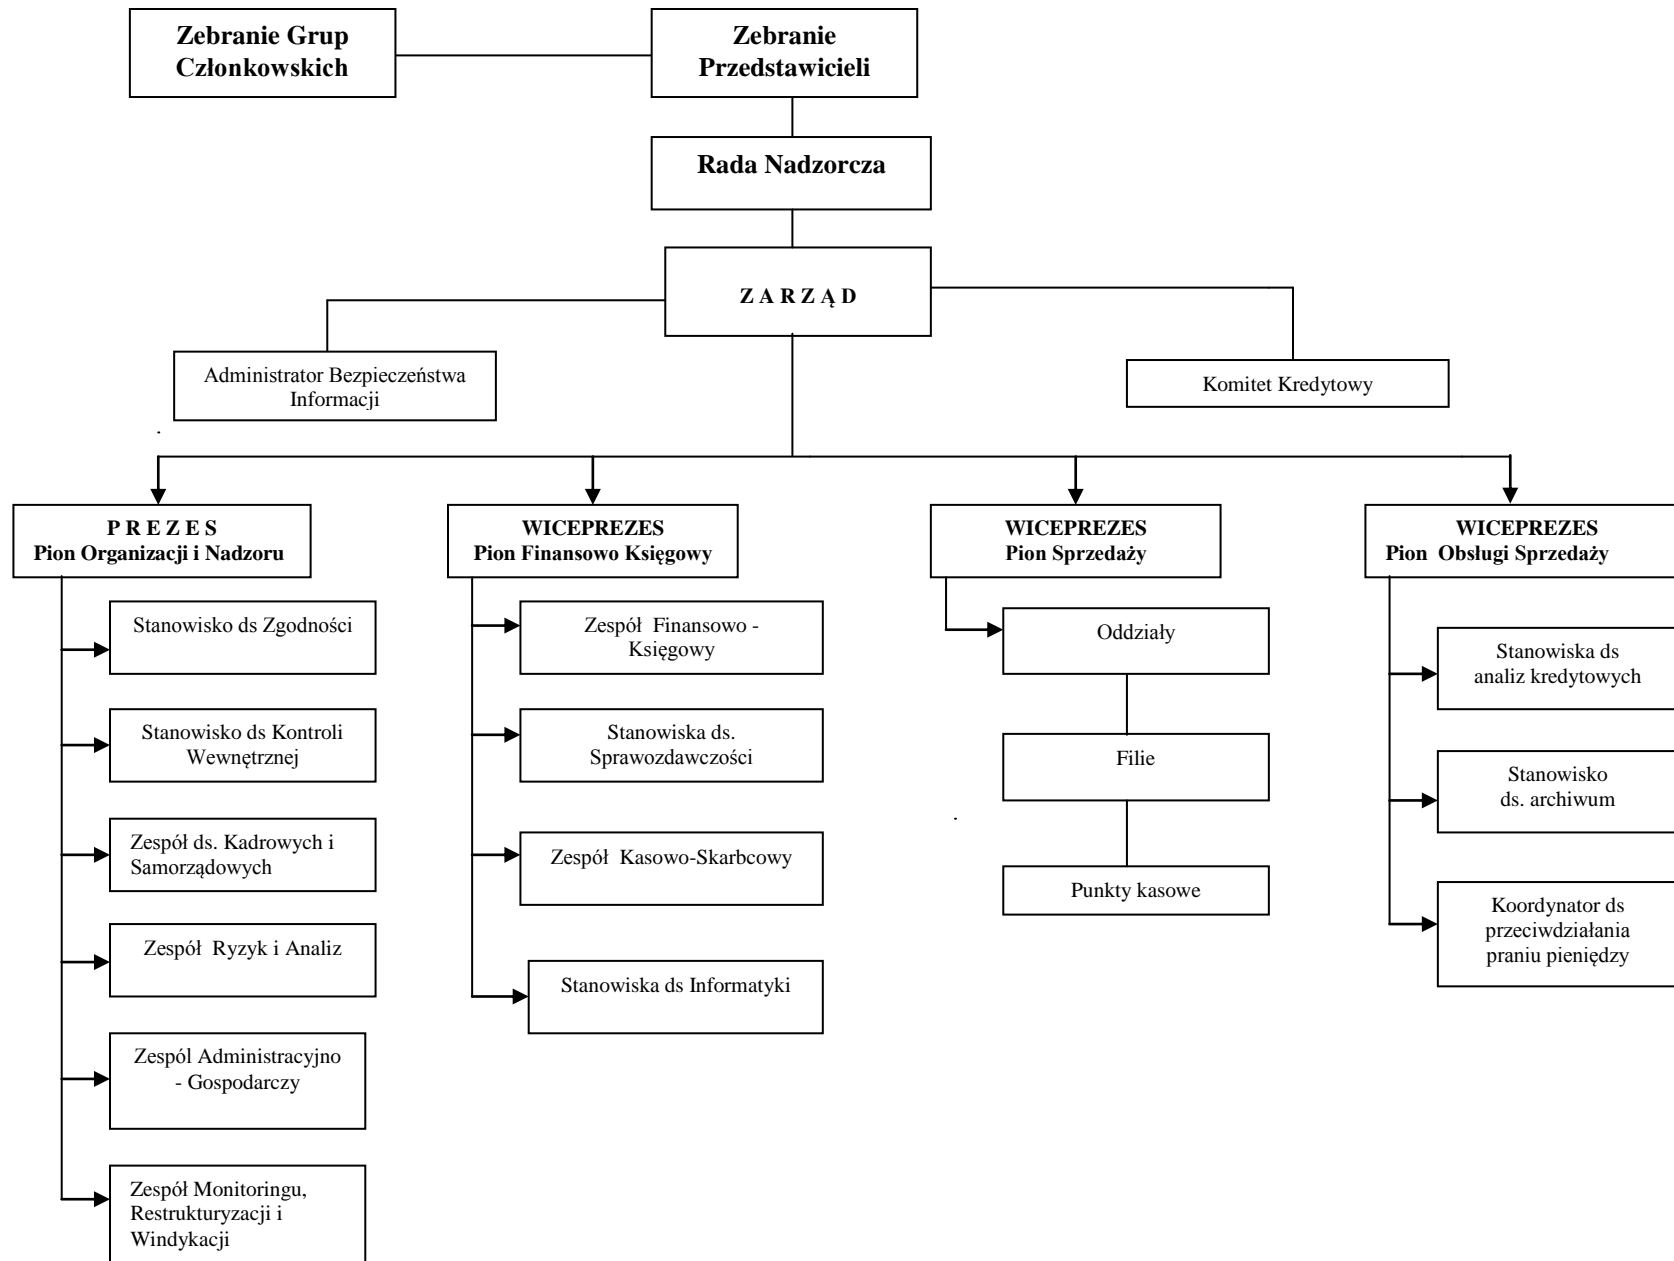 Zebranie Grup
Członkowskich
Zebranie
Przedstawicieli
Rada Nadzorcza
Z A R Z Ą D
Administrator Bezpieczeństwa
Informacji
Komitet Kredytowy
P R E Z E S
Pion Organizacji i Nadzoru
WICEPREZES
Pion Finansowo Księgowy
WICEPREZES
Pion Sprzedaży
WICEPREZES
Pion Obsługi Sprzedaży
Stanowisko ds Zgodności
Stanowisko ds Kontroli
Wewnętrznej
Zespół ds. Kadrowych i
Samorządowych
Zespół Ryzyk i Analiz
Zespól Administracyjno
- Gospodarczy
Zespół Monitoringu,
Restrukturyzacji i
Windykacji
Zespół Finansowo -
Księgowy
Stanowiska ds.
Sprawozdawczości
Zespół Kasowo-Skarbcowy
Stanowiska ds Informatyki
Oddziały
Filie
Punkty kasowe
Stanowiska ds
analiz kredytowych
Stanowisko
ds. archiwum
Koordynator ds
przeciwdziałania
praniu pieniędzy